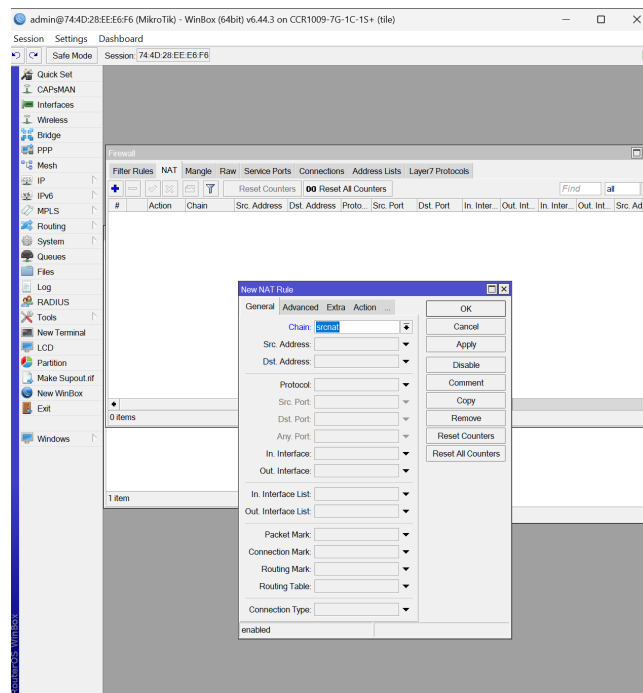 admin@74:4D:28:EE:E6:F6 (MikroTik) - WinBox (64bit) v6.44.3 on CCR1009-7G-1C-1S+ (tile)
Session Settings Dashboard
Safe Mode Session: 74:4D:28:EE:E6:F6
Quick Set
CAPsMAN
Interfaces
Wireless
Bridge
PPP
Mesh
IP
IPv6
MPLS
Routing
System
Queues
Files
Log
RADIUS
Tools
New Terminal
LCD
Partition
Make Supout.rif
New WinBox
Exit
Windows
RouterOS WinBox
Firewall
Filter Rules NAT Mangle Raw Service Ports Connections Address Lists Layer7 Protocols
Reset Counters 00 Reset All Counters Find all
# Action Chain Src. Address Dst. Address Proto... Src. Port Dst. Port In. Inter... Out. Int... In. Inter... Out. Int... Src. Ad
0 items
1 item
New NAT Rule
General Advanced Extra Action ...
Chain: srcnat
Src. Address:
Dst. Address:
Protocol:
Src. Port:
Dst. Port:
Any. Port:
In. Interface:
Out. Interface:
In. Interface List:
Out. Interface List:
Packet Mark:
Connection Mark:
Routing Mark:
Routing Table:
Connection Type:
enabled
OK
Cancel
Apply
Disable
Comment
Copy
Remove
Reset Counters
Reset All Counters